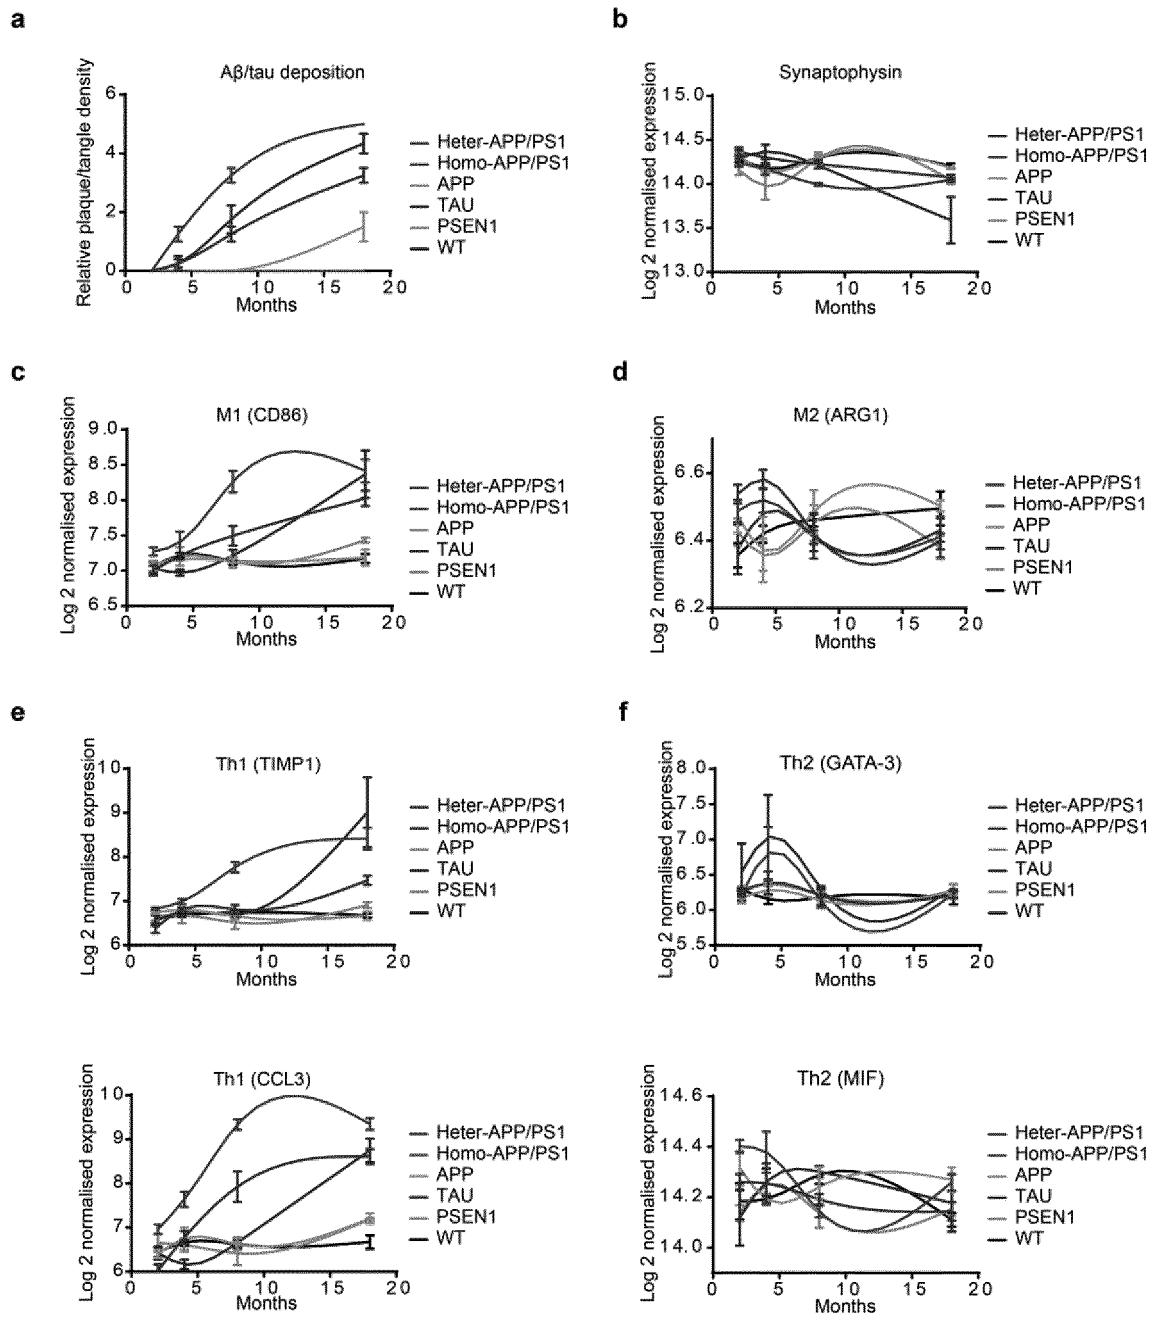 a
Aβ/tau deposition
Relative plaque/tangle density
6
4
2
0
0 5 10 15 20
Months
Heter-APP/PS1
Homo-APP/PS1
APP
TAU
PSEN1
WT
b
Synaptophysin
Log 2 normalised expression
15.0
14.5
14.0
13.5
13.0
0 5 10 15 20
Months
Heter-APP/PS1
Homo-APP/PS1
APP
TAU
PSEN1
WT
c
M1 (CD86)
Log 2 normalised expression
9.0
8.5
8.0
7.5
7.0
6.5
0 5 10 15 20
Months
Heter-APP/PS1
Homo-APP/PS1
APP
TAU
PSEN1
WT
d
M2 (ARG1)
Log 2 normalised expression
6.6
6.4
6.2
0 5 10 15 20
Months
Heter-APP/PS1
Homo-APP/PS1
APP
TAU
PSEN1
WT
e
Th1 (TIMP1)
Log 2 normalised expression
10
9
8
7
6
0 5 10 15 20
Months
Heter-APP/PS1
Homo-APP/PS1
APP
TAU
PSEN1
WT
f
Th2 (GATA-3)
Log 2 normalised expression
8.0
7.5
7.0
6.5
6.0
5.5
0 5 10 15 20
Months
Heter-APP/PS1
Homo-APP/PS1
APP
TAU
PSEN1
WT
Th1 (CCL3)
Log 2 normalised expression
10
9
8
7
6
0 5 10 15 20
Months
Heter-APP/PS1
Homo-APP/PS1
APP
TAU
PSEN1
WT
Th2 (MIF)
Log 2 normalised expression
14.6
14.4
14.2
14.0
0 5 10 15 20
Months
Heter-APP/PS1
Homo-APP/PS1
APP
TAU
PSEN1
WT